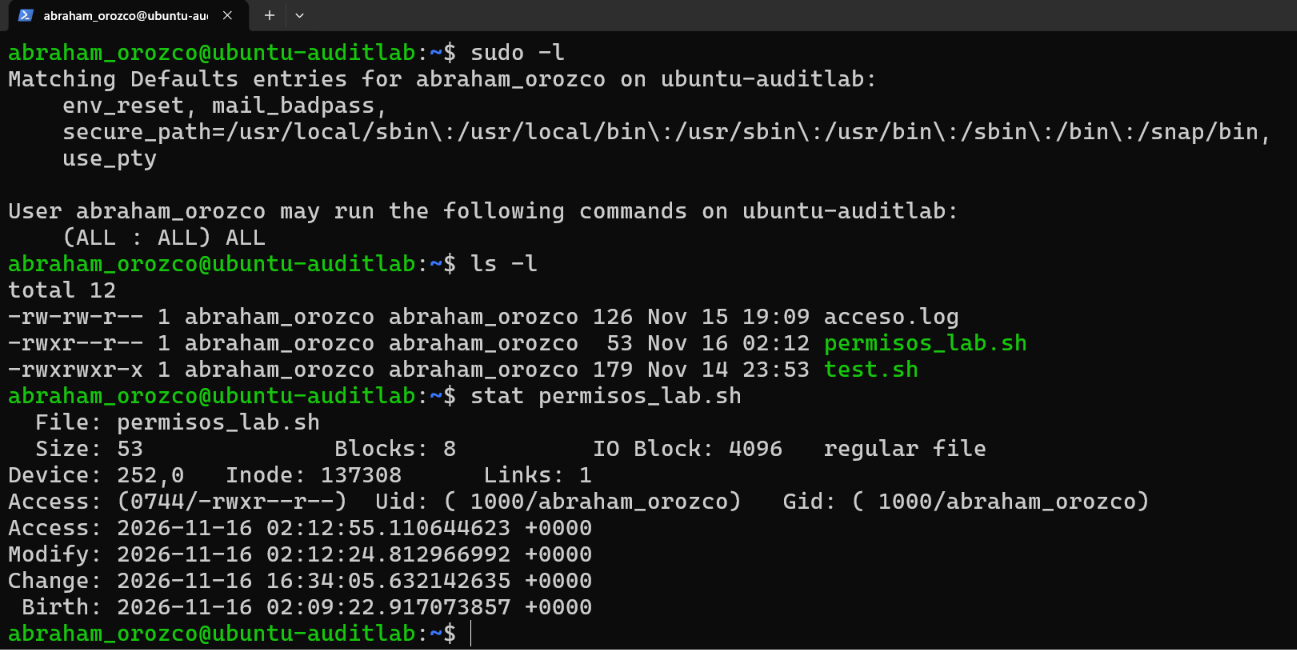 abraham_orozco@ubuntu-au
abraham_orozco@ubuntu-auditlab:~$ sudo -l
Matching Defaults entries for abraham_orozco on ubuntu-auditlab:
    env_reset, mail_badpass,
    secure_path=/usr/local/sbin\:/usr/local/bin\:/usr/sbin\:/usr/bin\:/sbin\:/bin\:/snap/bin,
    use_pty

User abraham_orozco may run the following commands on ubuntu-auditlab:
    (ALL : ALL) ALL
abraham_orozco@ubuntu-auditlab:~$ ls -l
total 12
-rw-rw-r-- 1 abraham_orozco abraham_orozco 126 Nov 15 19:09 acceso.log
-rwxr--r-- 1 abraham_orozco abraham_orozco  53 Nov 16 02:12 permisos_lab.sh
-rwxrwxr-x 1 abraham_orozco abraham_orozco 179 Nov 14 23:53 test.sh
abraham_orozco@ubuntu-auditlab:~$ stat permisos_lab.sh
  File: permisos_lab.sh
  Size: 53              Blocks: 8          IO Block: 4096   regular file
Device: 252,0   Inode: 137308      Links: 1
Access: (0744/-rwxr--r--)  Uid: ( 1000/abraham_orozco)   Gid: ( 1000/abraham_orozco)
Access: 2026-11-16 02:12:55.110644623 +0000
Modify: 2026-11-16 02:12:24.812966992 +0000
Change: 2026-11-16 16:34:05.632142635 +0000
 Birth: 2026-11-16 02:09:22.917073857 +0000
abraham_orozco@ubuntu-auditlab:~$